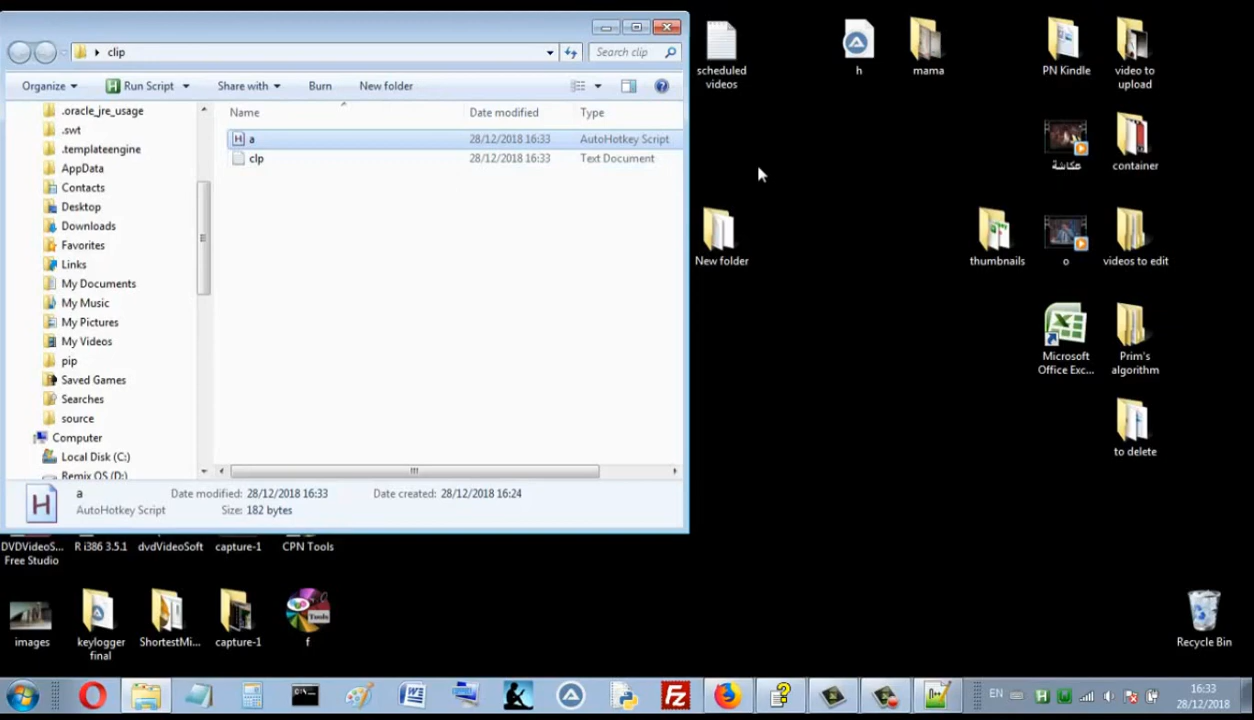 clip
Search clip
Organize
Run Script
Share with
Burn
New folder
Name
Date modified
Type
a
28/12/2018 16:33
AutoHotkey Script
clp
28/12/2018 16:33
Text Document
.oracle_jre_usage
.swt
.templateengine
AppData
Contacts
Desktop
Downloads
Favorites
Links
My Documents
My Music
My Pictures
My Videos
pip
Saved Games
Searches
source
Computer
Local Disk (C:)
Remix OS (D:)
a
Date modified: 28/12/2018 16:33
Date created: 28/12/2018 16:24
AutoHotkey Script
Size: 182 bytes
scheduled
videos
h
mama
PN Kindle
video to
upload
عكاشة
container
New folder
thumbnails
o
videos to edit
Microsoft
Office Exc...
Prim's
algorithm
to delete
DVDVideoS...
Free Studio
R i386 3.5.1
dvdVideoSoft
capture-1
CPN Tools
images
keylogger
final
ShortestMi...
capture-1
Tools
f
Recycle Bin
EN
16:33
28/12/2018